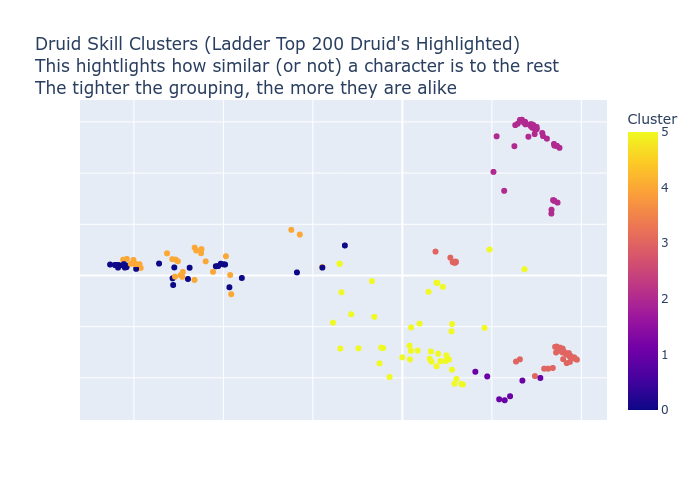 Druid Skill Clusters (Ladder Top 200 Druid's Highlighted)
This hightlights how similar (or not) a character is to the rest
The tighter the grouping, the more they are alike
Cluster
5
4
3
2
1
0